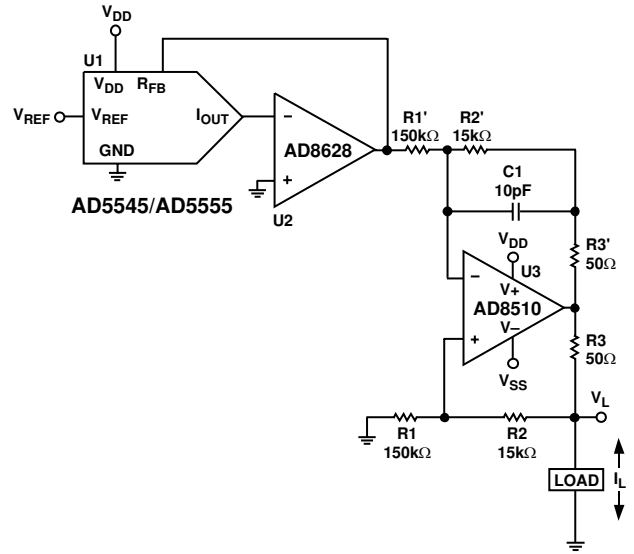 VDD
U1
VDD RFB
VREF VREF IOUT
GND
AD5545/AD5555
−
AD8628
+
U2
R1'
150kΩ
R2'
15kΩ
C1
10pF
R3'
50Ω
VDD
U3
−
V+
AD8510
V−
+
VSS
R3
50Ω
VL
R1
150kΩ
R2
15kΩ
LOAD
IL